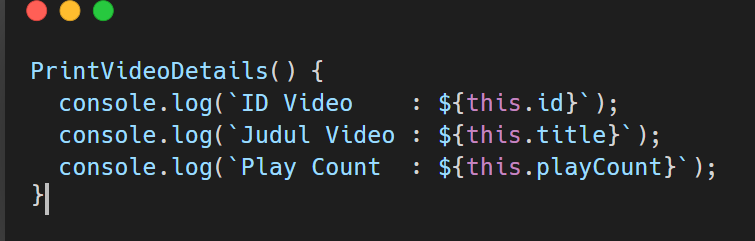 PrintVideoDetails() {
  console.log(`ID Video    : ${this.id}`);
  console.log(`Judul Video : ${this.title}`);
  console.log(`Play Count  : ${this.playCount}`);
}